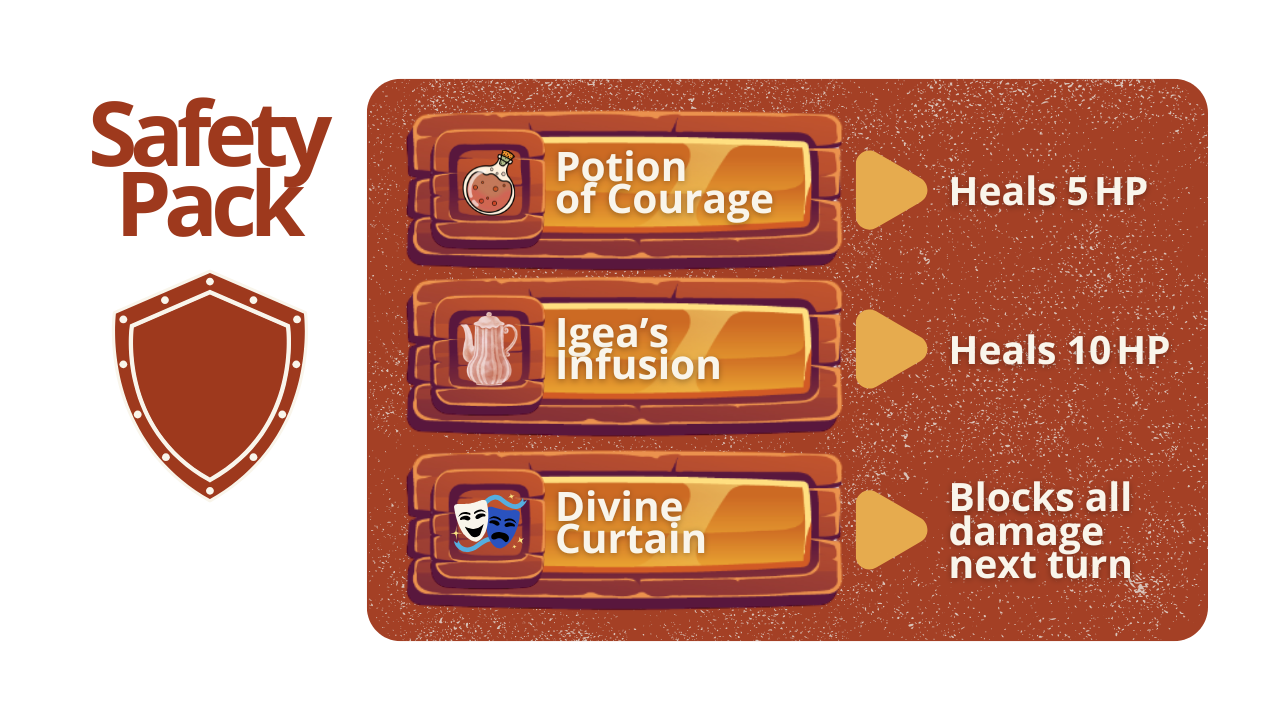 Safety
Pack
Potion
of Courage
Heals 5 HP
Igea’s
Infusion
Heals 10 HP
Divine
Curtain
Blocks all
damage
next turn